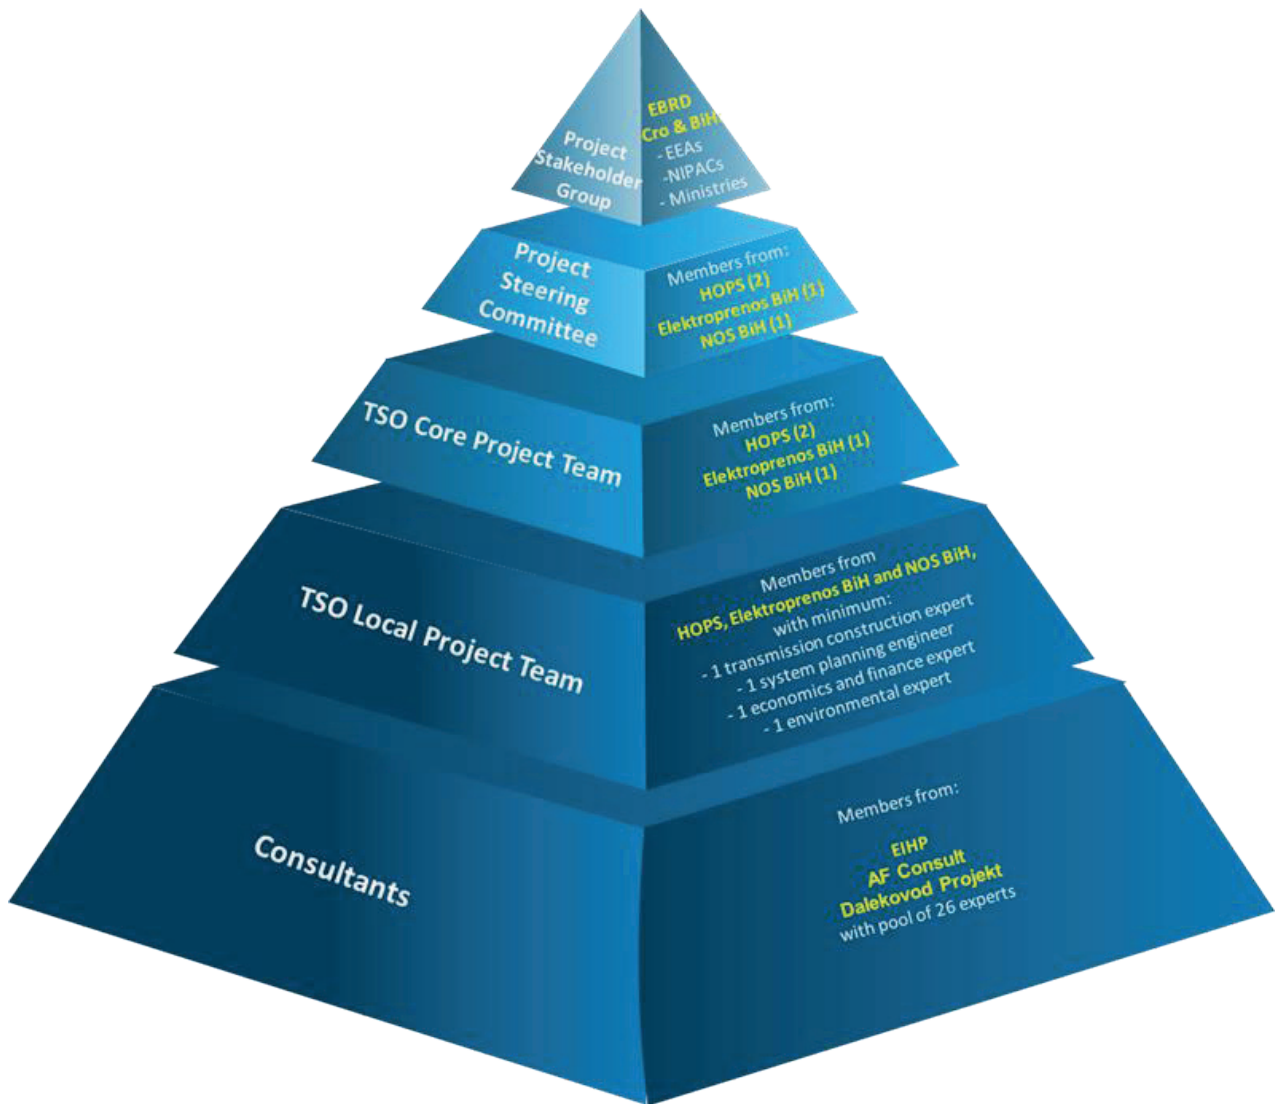 Project
Stakeholder
Group
EBRD
Cro & BiH:
- EEAs
-NIPACs
- Ministries
Project
Steering
Committee
Members from:
HOPS (2)
Elektroprenos BiH (1)
NOS BiH (1)
TSO Core Project Team
Members from:
HOPS (2)
Elektroprenos BiH (1)
NOS BiH (1)
TSO Local Project Team
Members from
HOPS, Elektroprenos BiH and NOS BiH,
with minimum:
- 1 transmission construction expert
- 1 system planning engineer
- 1 economics and finance expert
- 1 environmental expert
Consultants
Members from:
EIHP
AF Consult
Dalekovod Projekt
with pool of 26 experts